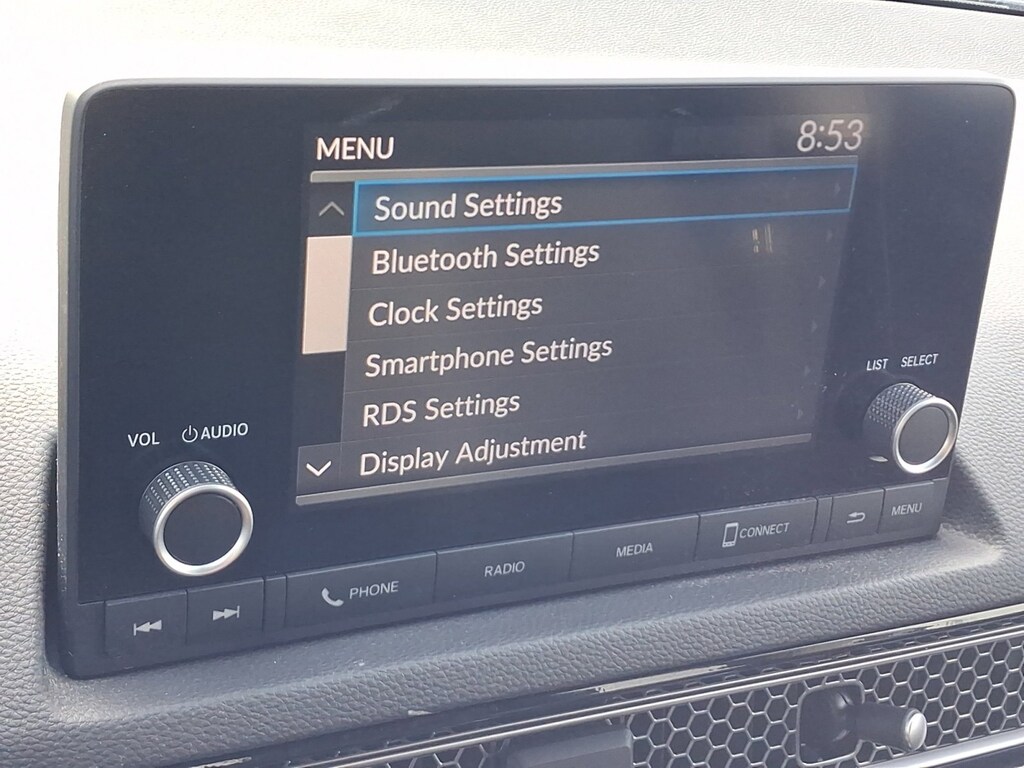 MENU 8:53
Sound Settings
Bluetooth Settings
Clock Settings
Smartphone Settings
RDS Settings
Display Adjustment
LIST SELECT
VOL AUDIO
PHONE RADIO MEDIA CONNECT MENU